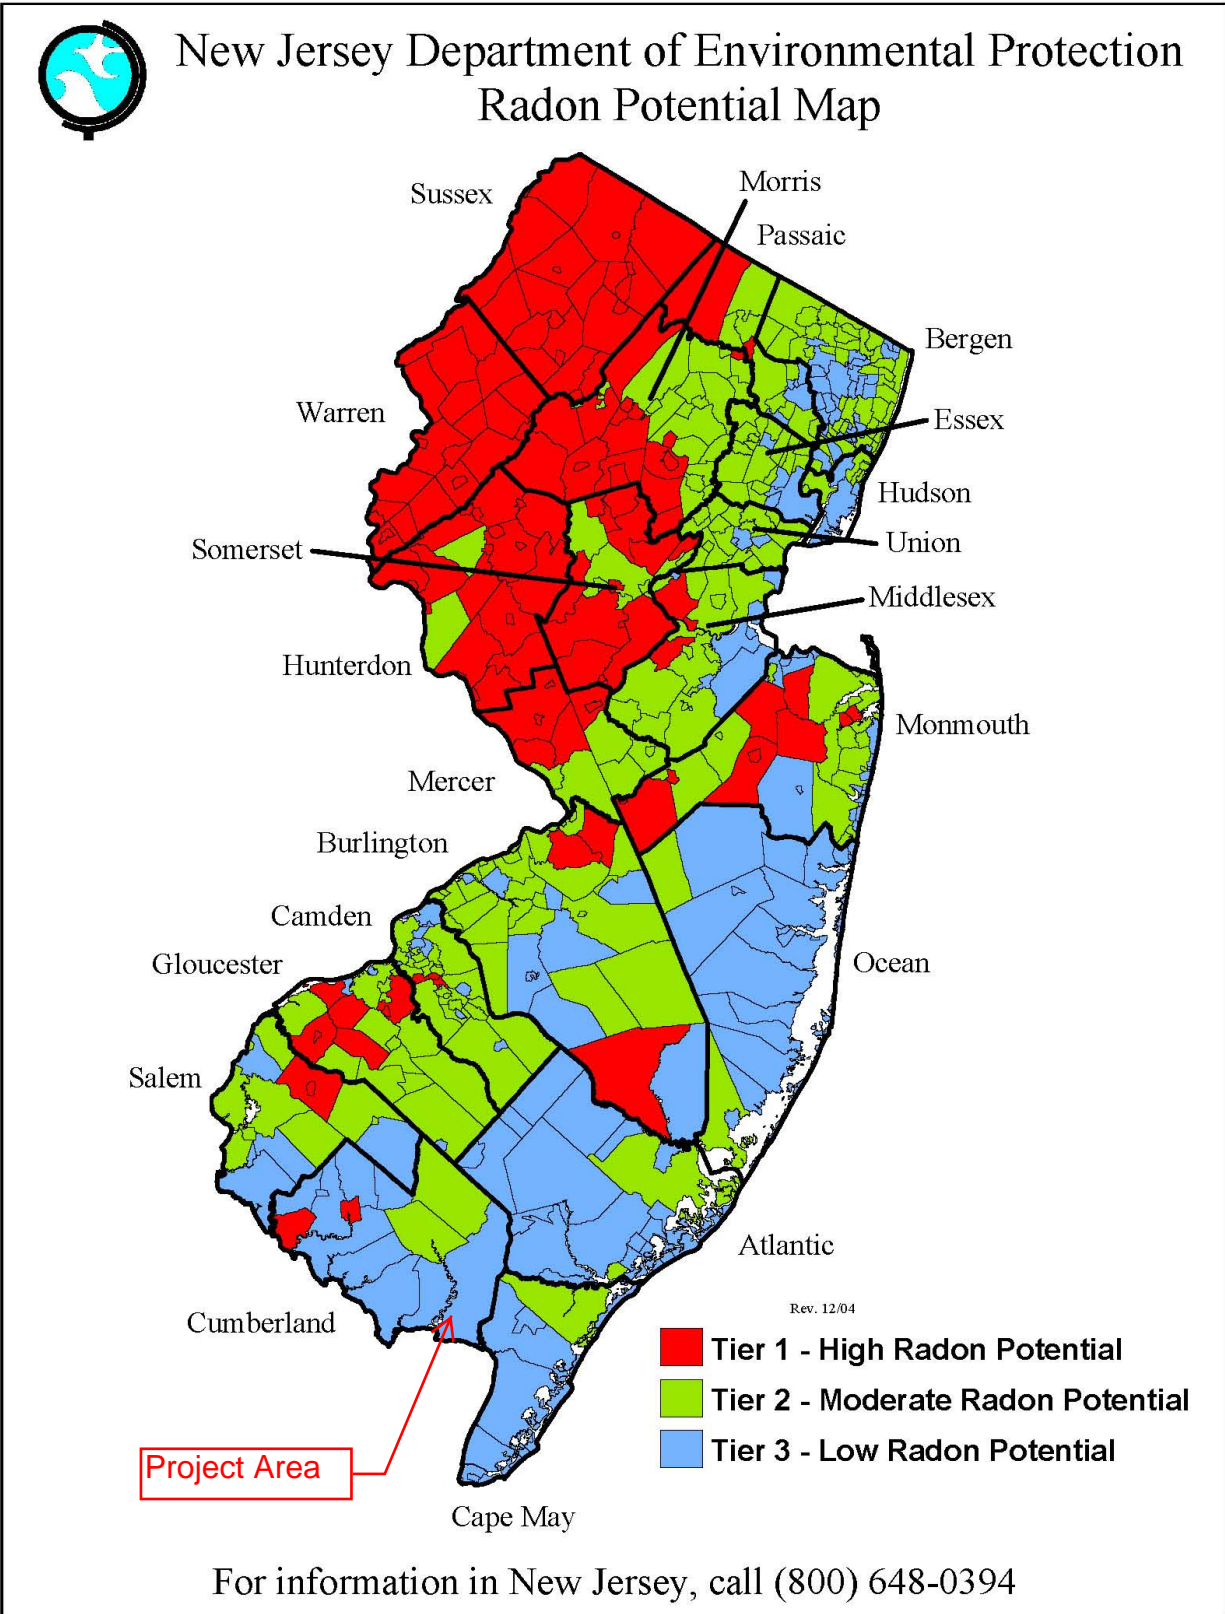 New Jersey Department of Environmental Protection
Radon Potential Map
Sussex
Morris
Passaic
Bergen
Warren
Essex
Hudson
Somerset
Union
Middlesex
Hunterdon
Monmouth
Mercer
Burlington
Camden
Gloucester
Ocean
Salem
Atlantic
Cumberland
Rev. 12/04
Tier 1 - High Radon Potential
Tier 2 - Moderate Radon Potential
Tier 3 - Low Radon Potential
Project Area
Cape May
For information in New Jersey, call (800) 648-0394